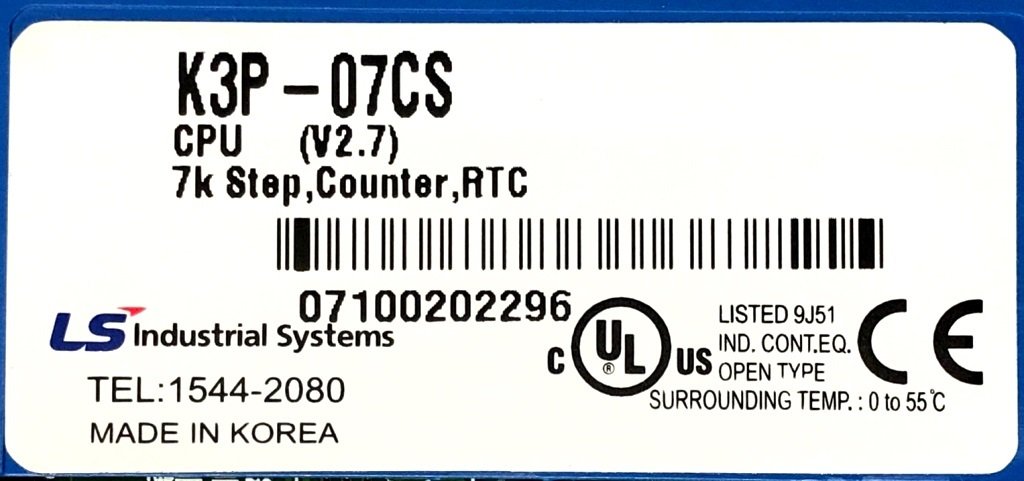 K3P-07CS
CPU (V2.7)
7k Step,Counter,RTC
07100202296
LS Industrial Systems
TEL:1544-2080
MADE IN KOREA
C UL ® US
LISTED 9J51
IND. CONT.EQ.
OPEN TYPE
SURROUNDING TEMP. : 0 to 55℃
CE